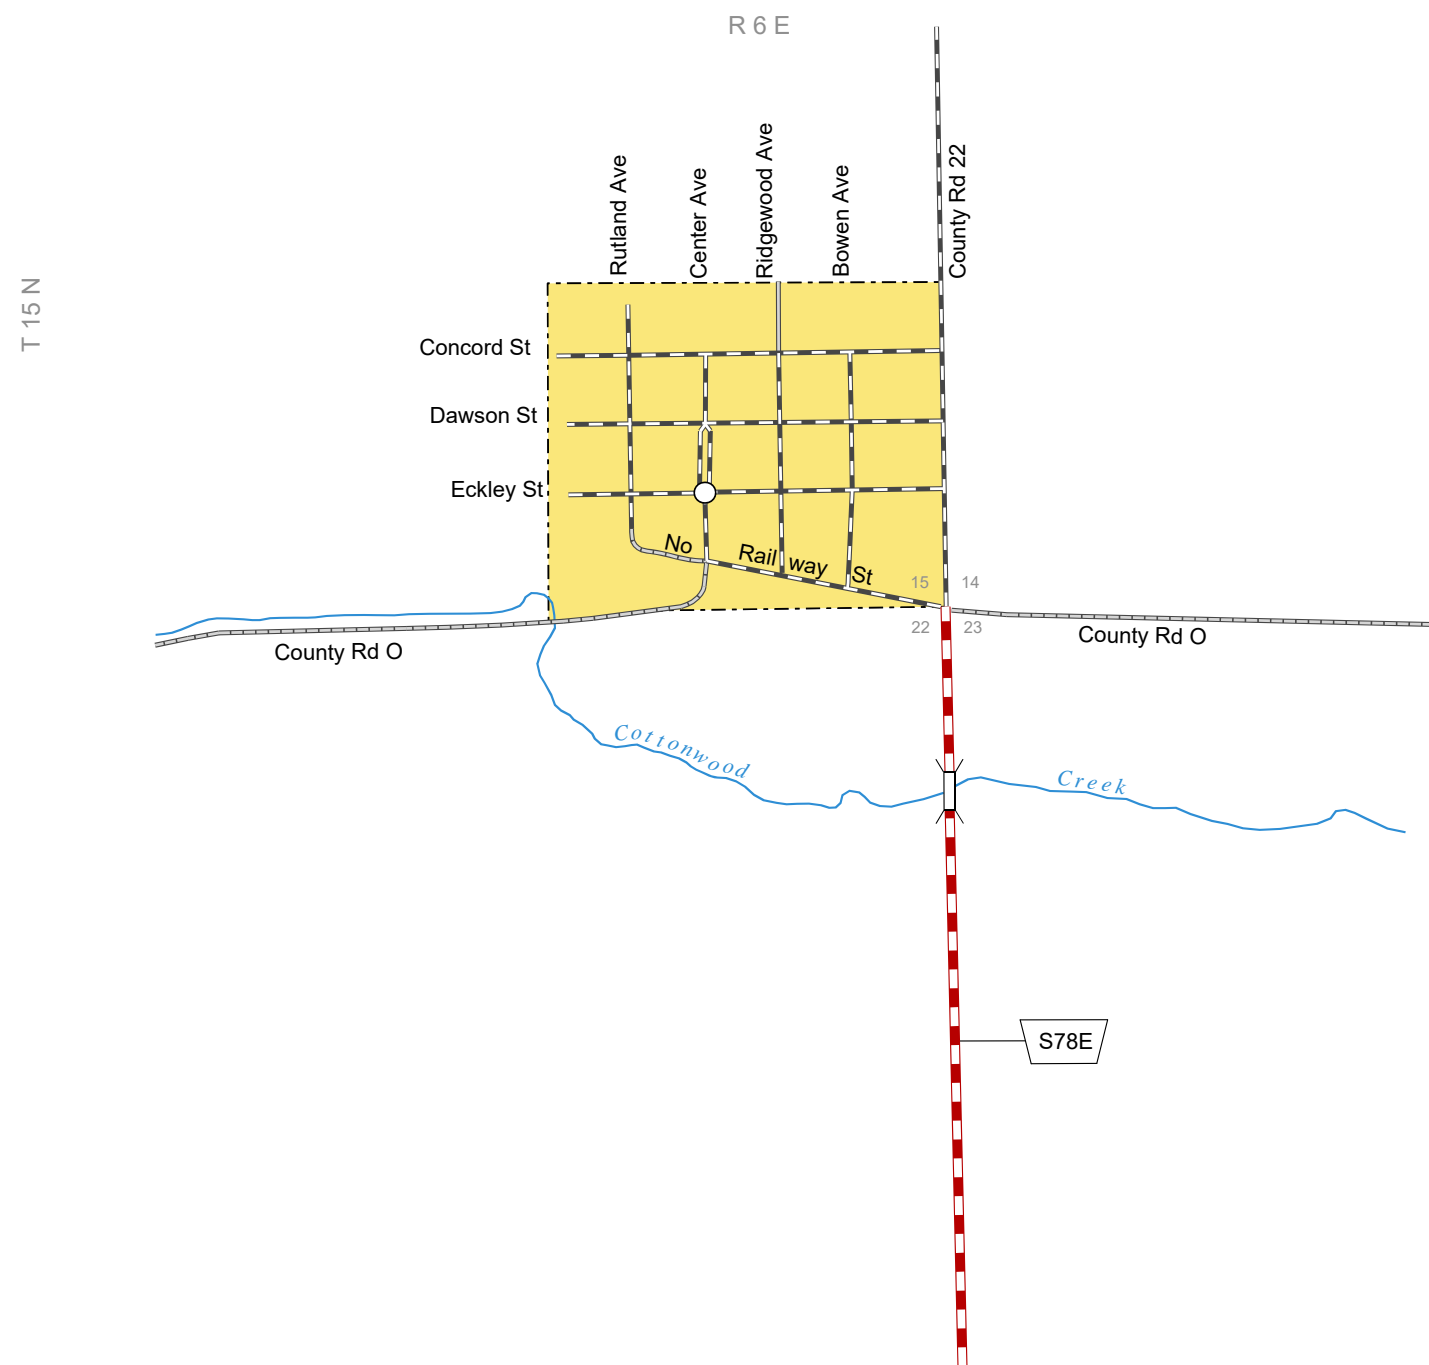 R 6 E
T 15 N
Rutland Ave
Center Ave
Ridgewood Ave
Bowen Ave
County Rd 22
Concord St
Dawson St
Eckley St
No Rail way St
15 14
22 23
County Rd O
County Rd O
Cottonwood Creek
S78E